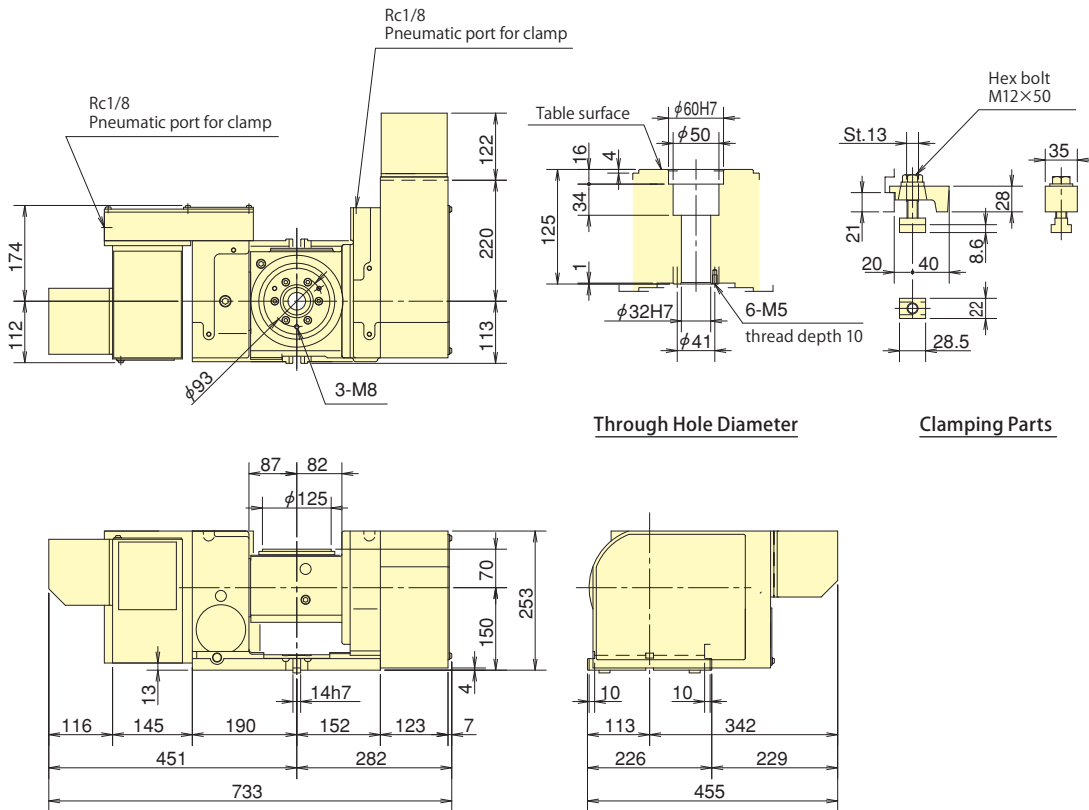 Rc1/8
Pneumatic port for clamp
Rc1/8
Pneumatic port for clamp
122
220
113
174
112
φ93
3-M8
Table surface
φ60H7
φ50
16
4
34
125
1
φ32H7
φ41
6-M5
thread depth 10
Through Hole Diameter
Hex bolt
M12×50
St.13
35
28
21
8.6
20
40
22
28.5
Clamping Parts
87
82
φ125
70
150
253
13
14h7
4
116
145
190
152
123
7
451
282
733
10
10
113
342
226
229
455